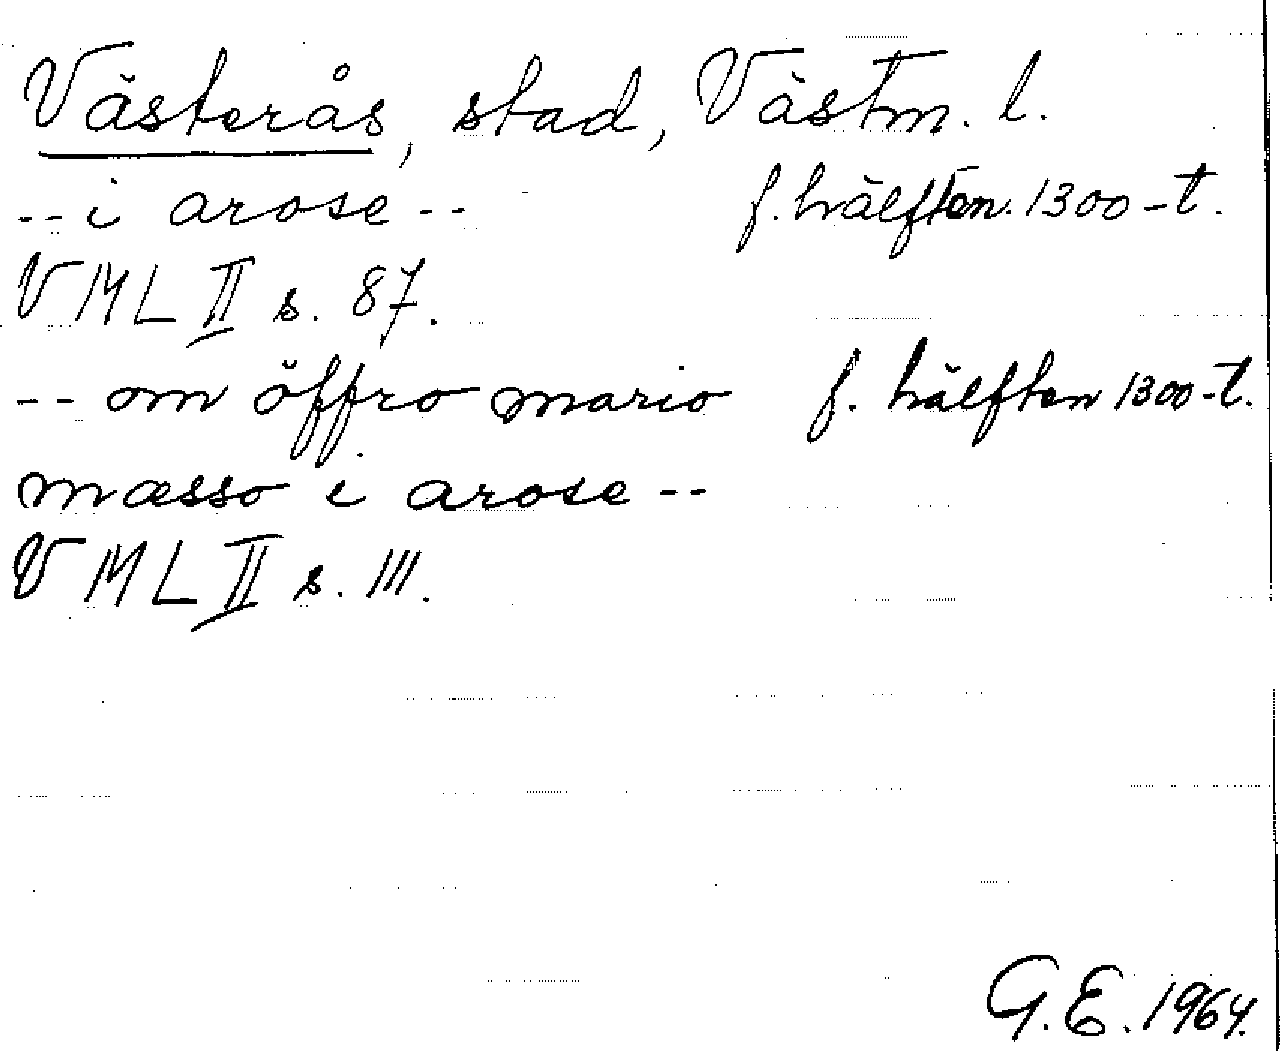 Västerås, stad, Västm. l.
-- i arose -- f. hälften. 1300-t.
VML II s. 87.
-- om öffro mario f. hälften 1300-t.
mæsso i arose --
VML II s. 111.
G.E. 1964.